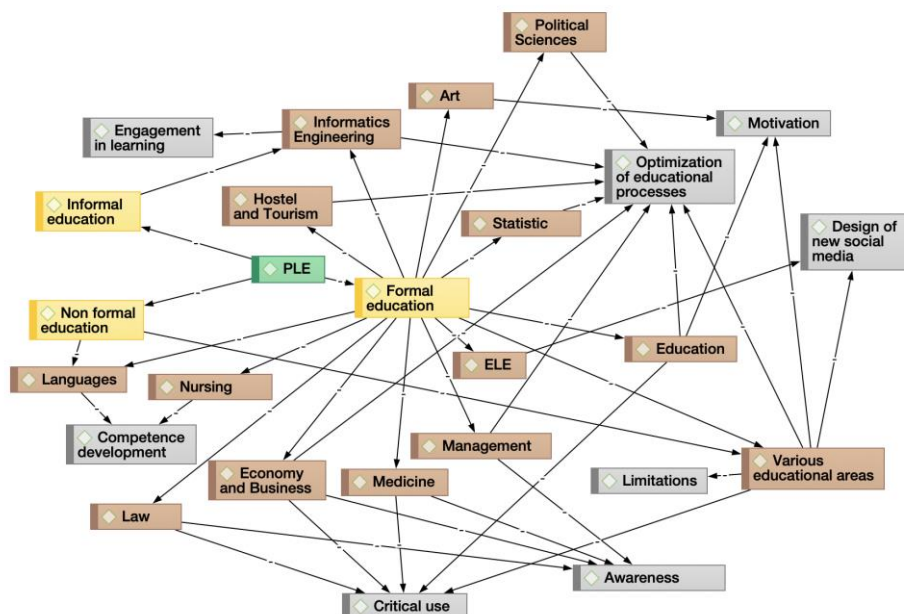 Political
Sciences
Art
Informatics
Engineering
Motivation
Engagement
in learning
Optimization
of educational
processes
Informal
education
Hostel
and Tourism
Statistic
Design of
new social
media
PLE
Formal
education
Non formal
education
ELE
Education
Languages
Nursing
Competence
development
Management
Various
educational areas
Economy
and Business
Medicine
Limitations
Law
Awareness
Critical use